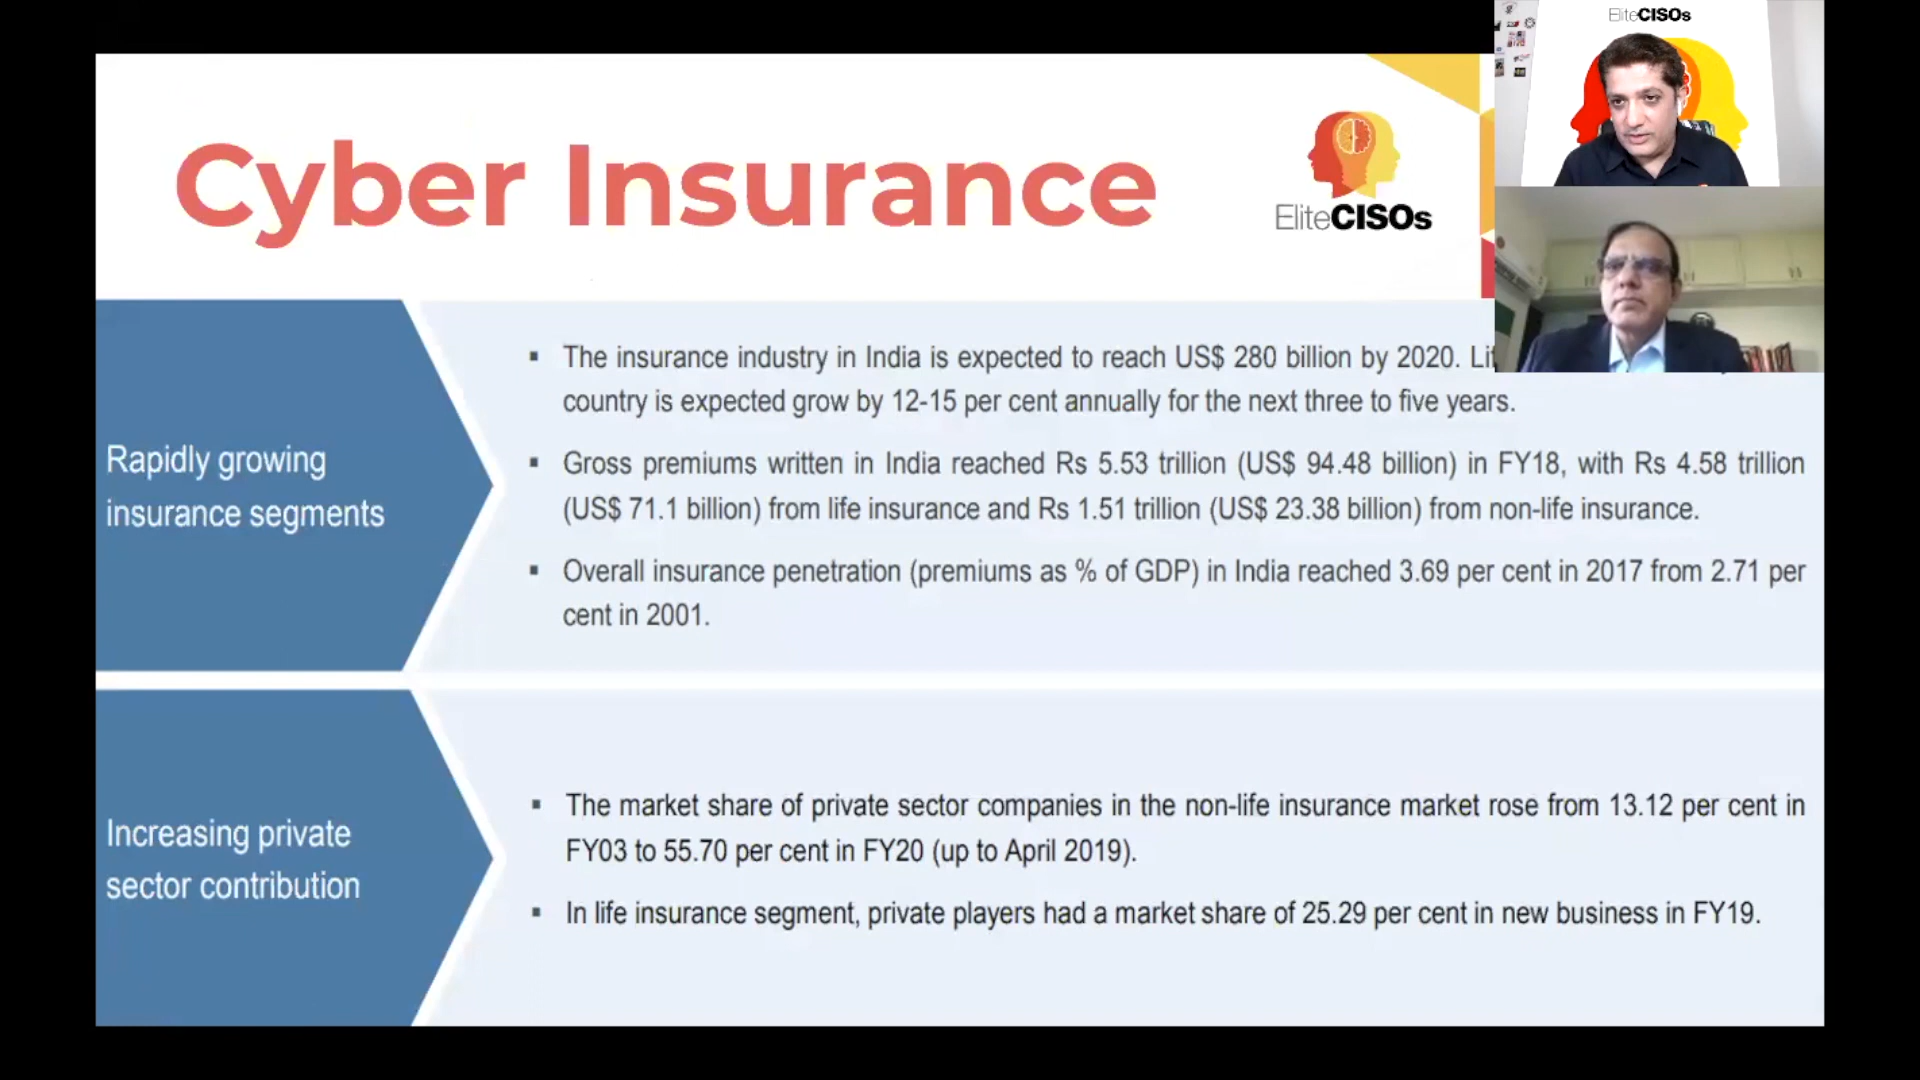 EliteCISOs
Cyber Insurance
EliteCISOs
Rapidly growing
insurance segments
▪ The insurance industry in India is expected to reach US$ 280 billion by 2020.
country is expected grow by 12-15 per cent annually for the next three to five years.
▪ Gross premiums written in India reached Rs 5.53 trillion (US$ 94.48 billion) in FY18, with Rs 4.58 trillion
(US$ 71.1 billion) from life insurance and Rs 1.51 trillion (US$ 23.38 billion) from non-life insurance.
▪ Overall insurance penetration (premiums as % of GDP) in India reached 3.69 per cent in 2017 from 2.71 per
cent in 2001.
Increasing private
sector contribution
▪ The market share of private sector companies in the non-life insurance market rose from 13.12 per cent in
FY03 to 55.70 per cent in FY20 (up to April 2019).
▪ In life insurance segment, private players had a market share of 25.29 per cent in new business in FY19.